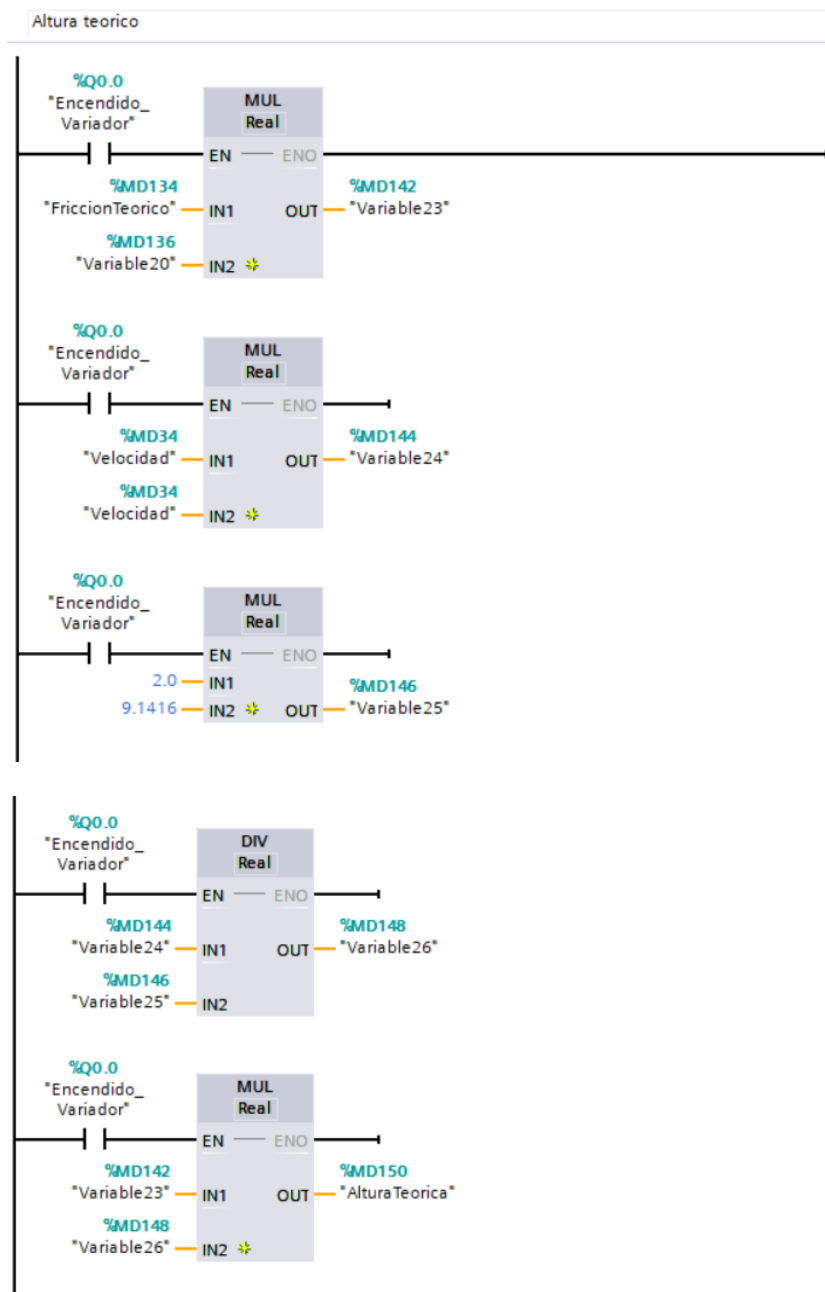 Altura teorico
%Q0.0
"Encendido_
Variador"
MUL
Real
EN
ENO
%MD134
"FriccionTeorico"
IN1
OUT
%MD142
"Variable23"
%MD136
"Variable20"
IN2
%Q0.0
"Encendido_
Variador"
MUL
Real
EN
ENO
%MD34
"Velocidad"
IN1
OUT
%MD144
"Variable24"
%MD34
"Velocidad"
IN2
%Q0.0
"Encendido_
Variador"
MUL
Real
EN
ENO
2.0
IN1
9.1416
IN2
OUT
%MD146
"Variable25"
%Q0.0
"Encendido_
Variador"
DIV
Real
EN
ENO
%MD144
"Variable24"
IN1
OUT
%MD148
"Variable26"
%MD146
"Variable25"
IN2
%Q0.0
"Encendido_
Variador"
MUL
Real
EN
ENO
%MD142
"Variable23"
IN1
OUT
%MD150
"AlturaTeorica"
%MD148
"Variable26"
IN2